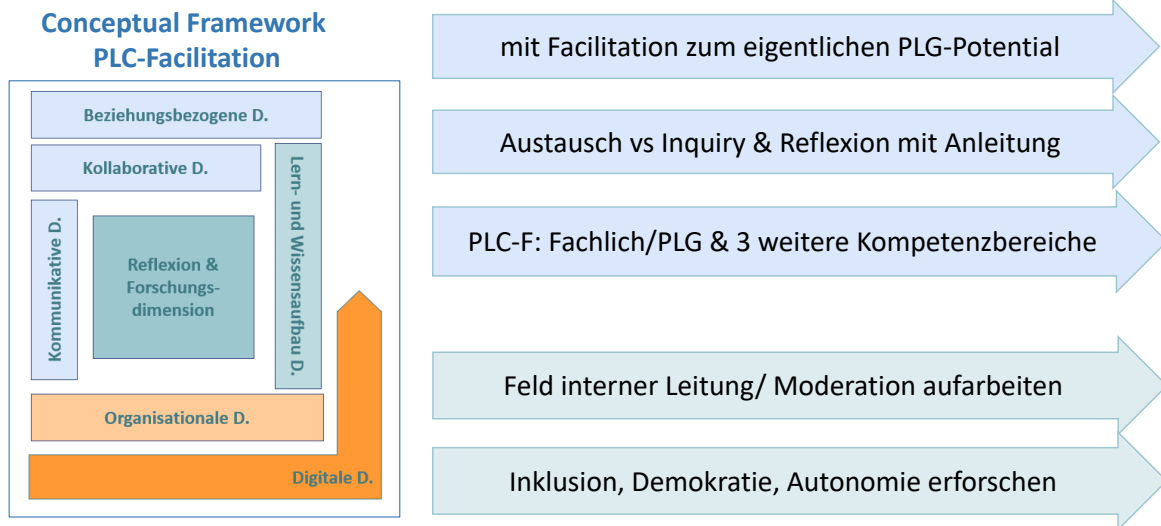 Conceptual Framework
PLC-Facilitation
Beziehungsbezogene D.
Kollaborative D.
Kommunikative D.
Reflexion &
Forschungs-
dimension
Lern- und Wissensaufbau D.
Organisationale D.
Digitale D.
mit Facilitation zum eigentlichen PLG-Potential
Austausch vs Inquiry & Reflexion mit Anleitung
PLC-F: Fachlich/PLG & 3 weitere Kompetenzbereiche
Feld interner Leitung/ Moderation aufarbeiten
Inklusion, Demokratie, Autonomie erforschen